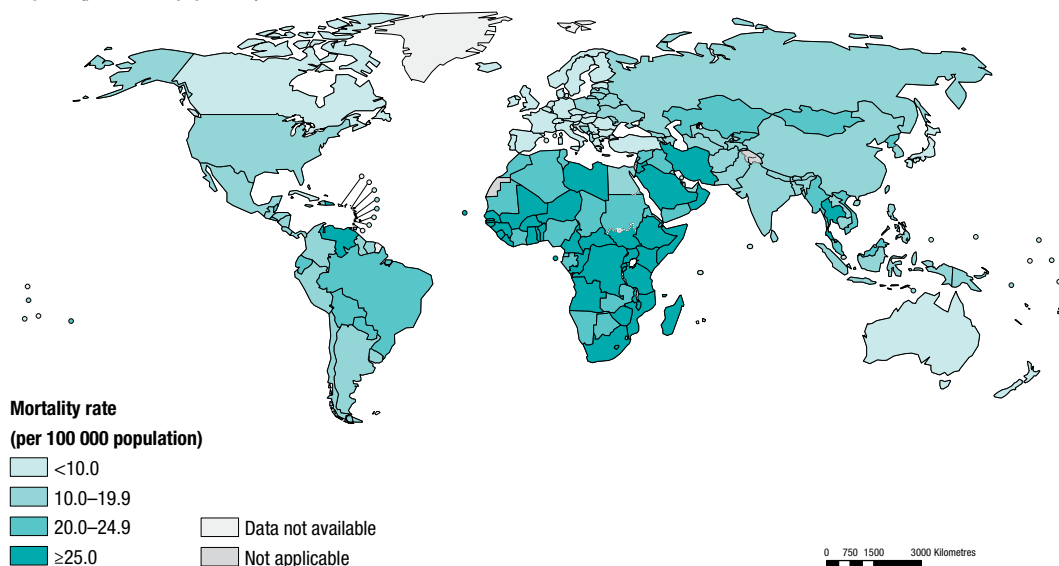 Mortality rate
(per 100 000 population)
<10.0
10.0–19.9
20.0–24.9
≥25.0
Data not available
Not applicable
0 750 1500 3000 Kilometres